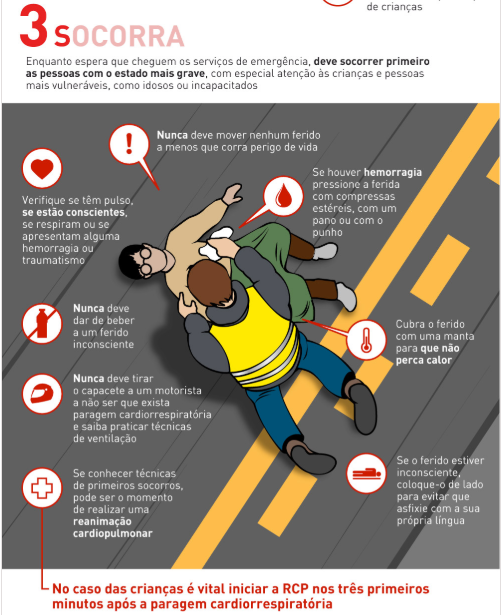 de crianças
3 SOCORRA
Enquanto espera que cheguem os serviços de emergência, deve socorrer primeiro
as pessoas com o estado mais grave, com especial atenção às crianças e pessoas
mais vulneráveis, como idosos ou incapacitados
Nunca deve mover nenhum ferido
a menos que corra perigo de vida
Verifique se têm pulso,
se estão conscientes,
se respiram ou se
apresentam alguma
hemorragia ou
traumatismo
Se houver hemorragia
pressione a ferida
com compressas
estéreis, com um
pano ou com o
punho
Nunca deve
dar de beber
a um ferido
inconsciente
Cubra o ferido
com uma manta
para que não
perca calor
Nunca deve tirar
o capacete a um motorista
a não ser que exista
paragem cardiorrespiratória
e saiba praticar técnicas
de ventilação
Se conhecer técnicas
de primeiros socorros,
pode ser o momento
de realizar uma
reanimação
cardiopulmonar
Se o ferido estiver
inconsciente,
coloque-o de lado
para evitar que
asfixie com a sua
própria língua
No caso das crianças é vital iniciar a RCP nos três primeiros
minutos após a paragem cardiorrespiratória